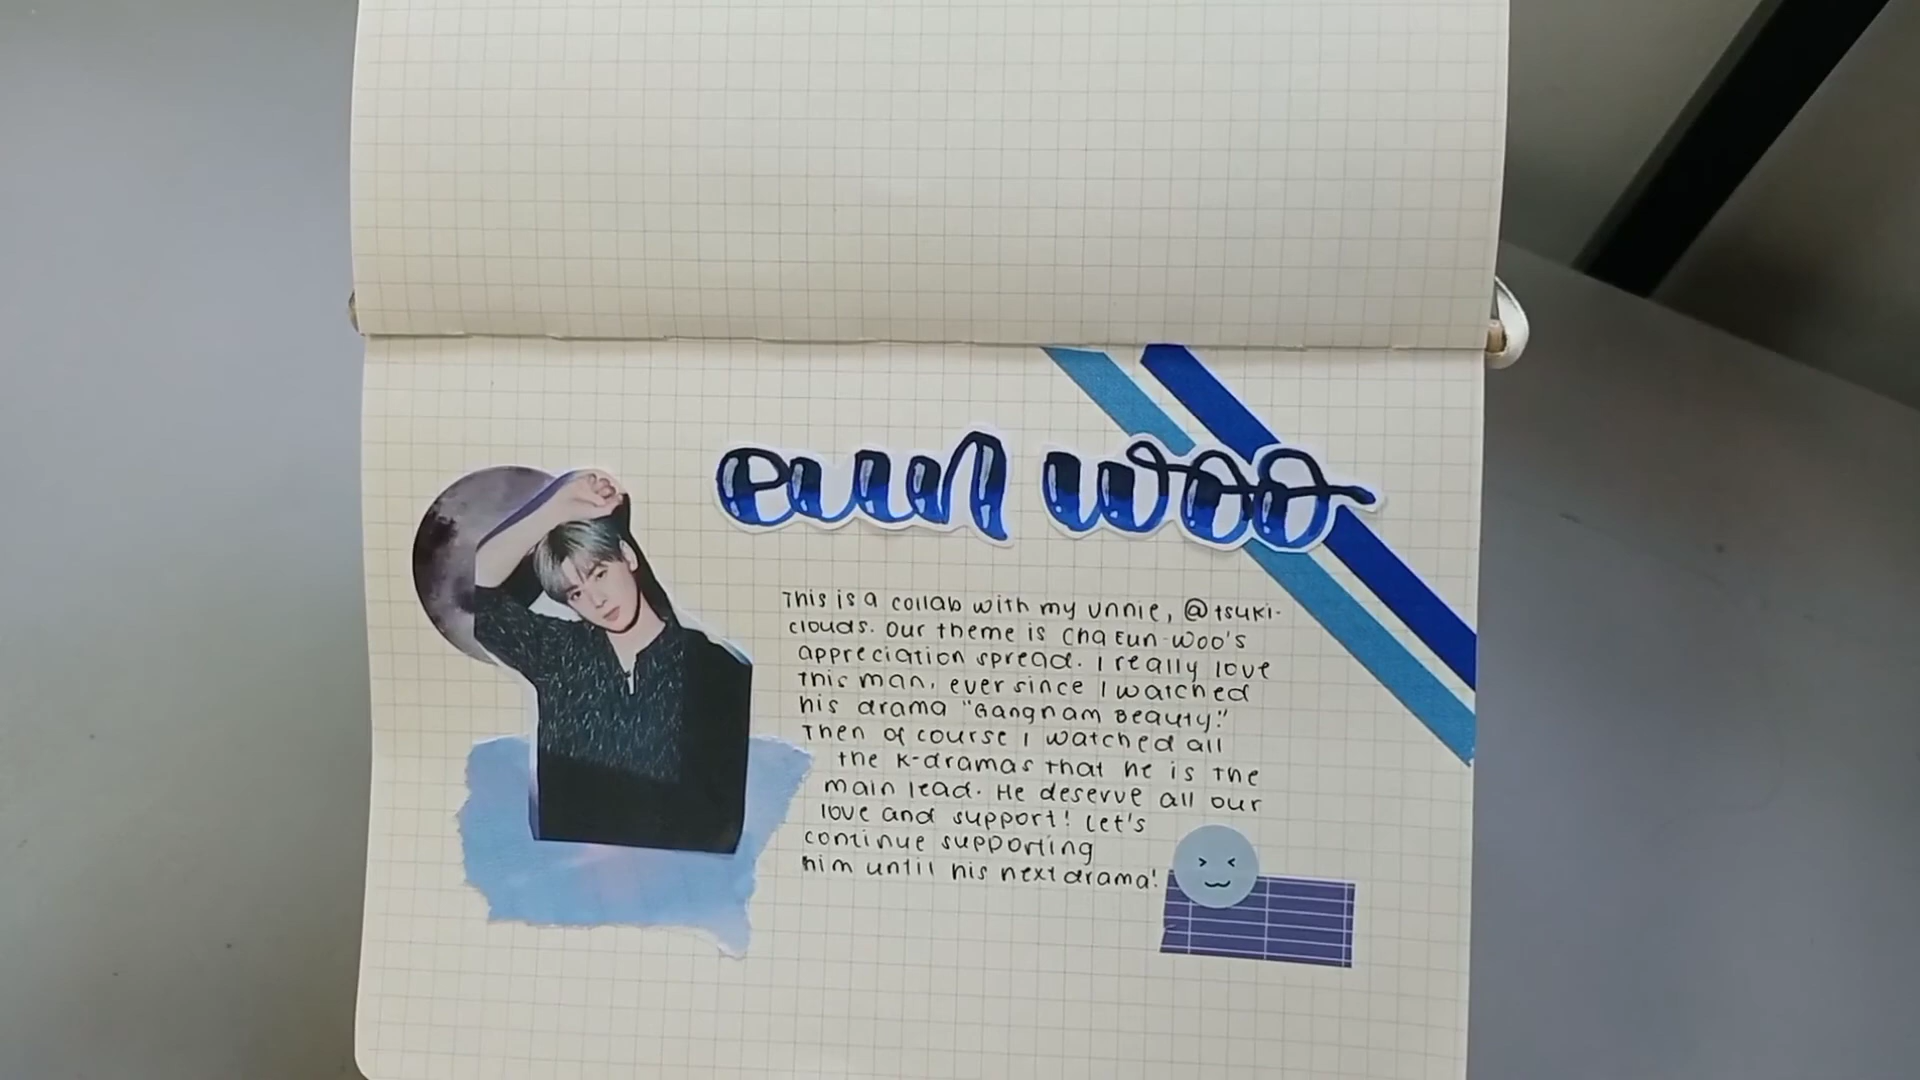 eun woo
This is a collab with my unnie, @tsuki-
clouds. Our theme is Cha Eun-Woo's
appreciation spread. I really love
this man, ever since I watched
his drama "Gangnam Beauty."
Then of course I watched all
the K-dramas that he is the
main lead. He deserve all our
love and support! Let's
continue supporting
him until his next drama!